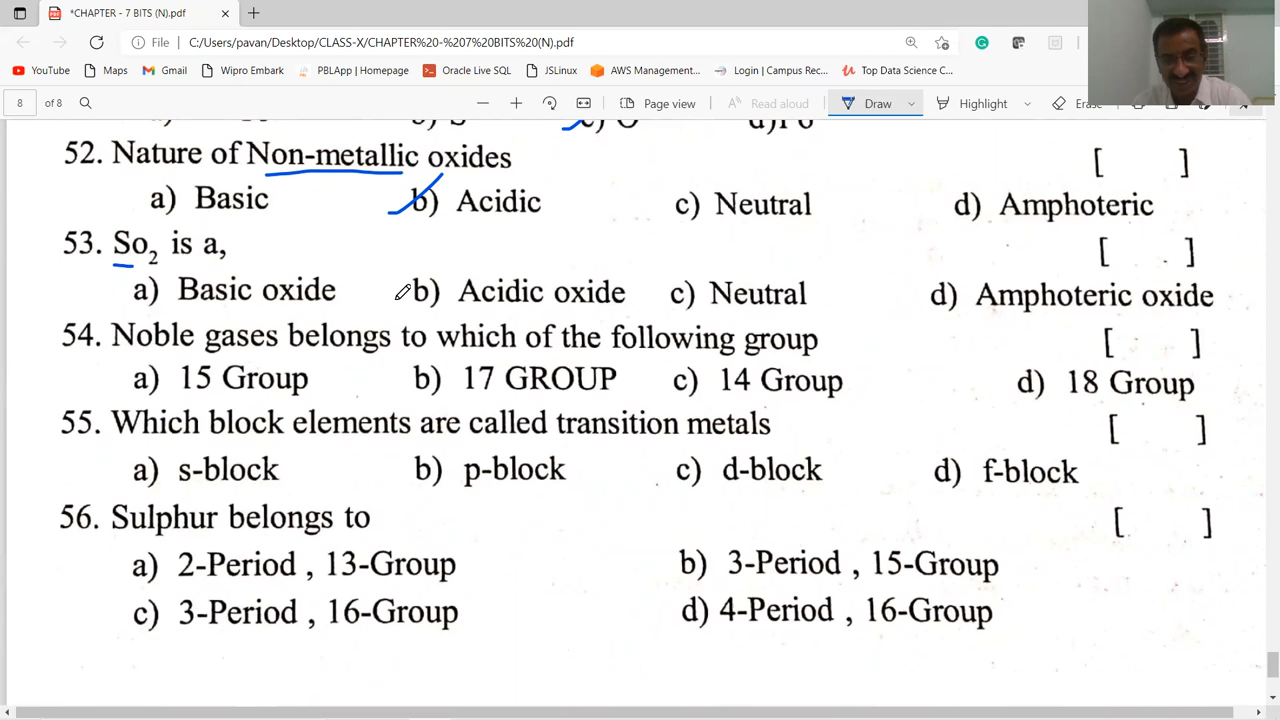 *CHAPTER - 7 BITS (N).pdf
File C:/Users/pavan/Desktop/CLASS-X/CHAPTER%20-%207%20BITS%20(N).pdf
YouTube Maps Gmail Wipro Embark PBLApp | Homepage Oracle Live SQL JSLinux AWS Management... Login | Campus Rec... Top Data Science C...
8 of 8 Page view Read aloud Draw Highlight Erase
52. Nature of Non-metallic oxides [ ]
a) Basic b) Acidic c) Neutral d) Amphoteric
53. So2 is a, [ ]
a) Basic oxide b) Acidic oxide c) Neutral d) Amphoteric oxide
54. Noble gases belongs to which of the following group [ ]
a) 15 Group b) 17 GROUP c) 14 Group d) 18 Group
55. Which block elements are called transition metals [ ]
a) s-block b) p-block c) d-block d) f-block
56. Sulphur belongs to [ ]
a) 2-Period , 13-Group b) 3-Period , 15-Group
c) 3-Period , 16-Group d) 4-Period , 16-Group